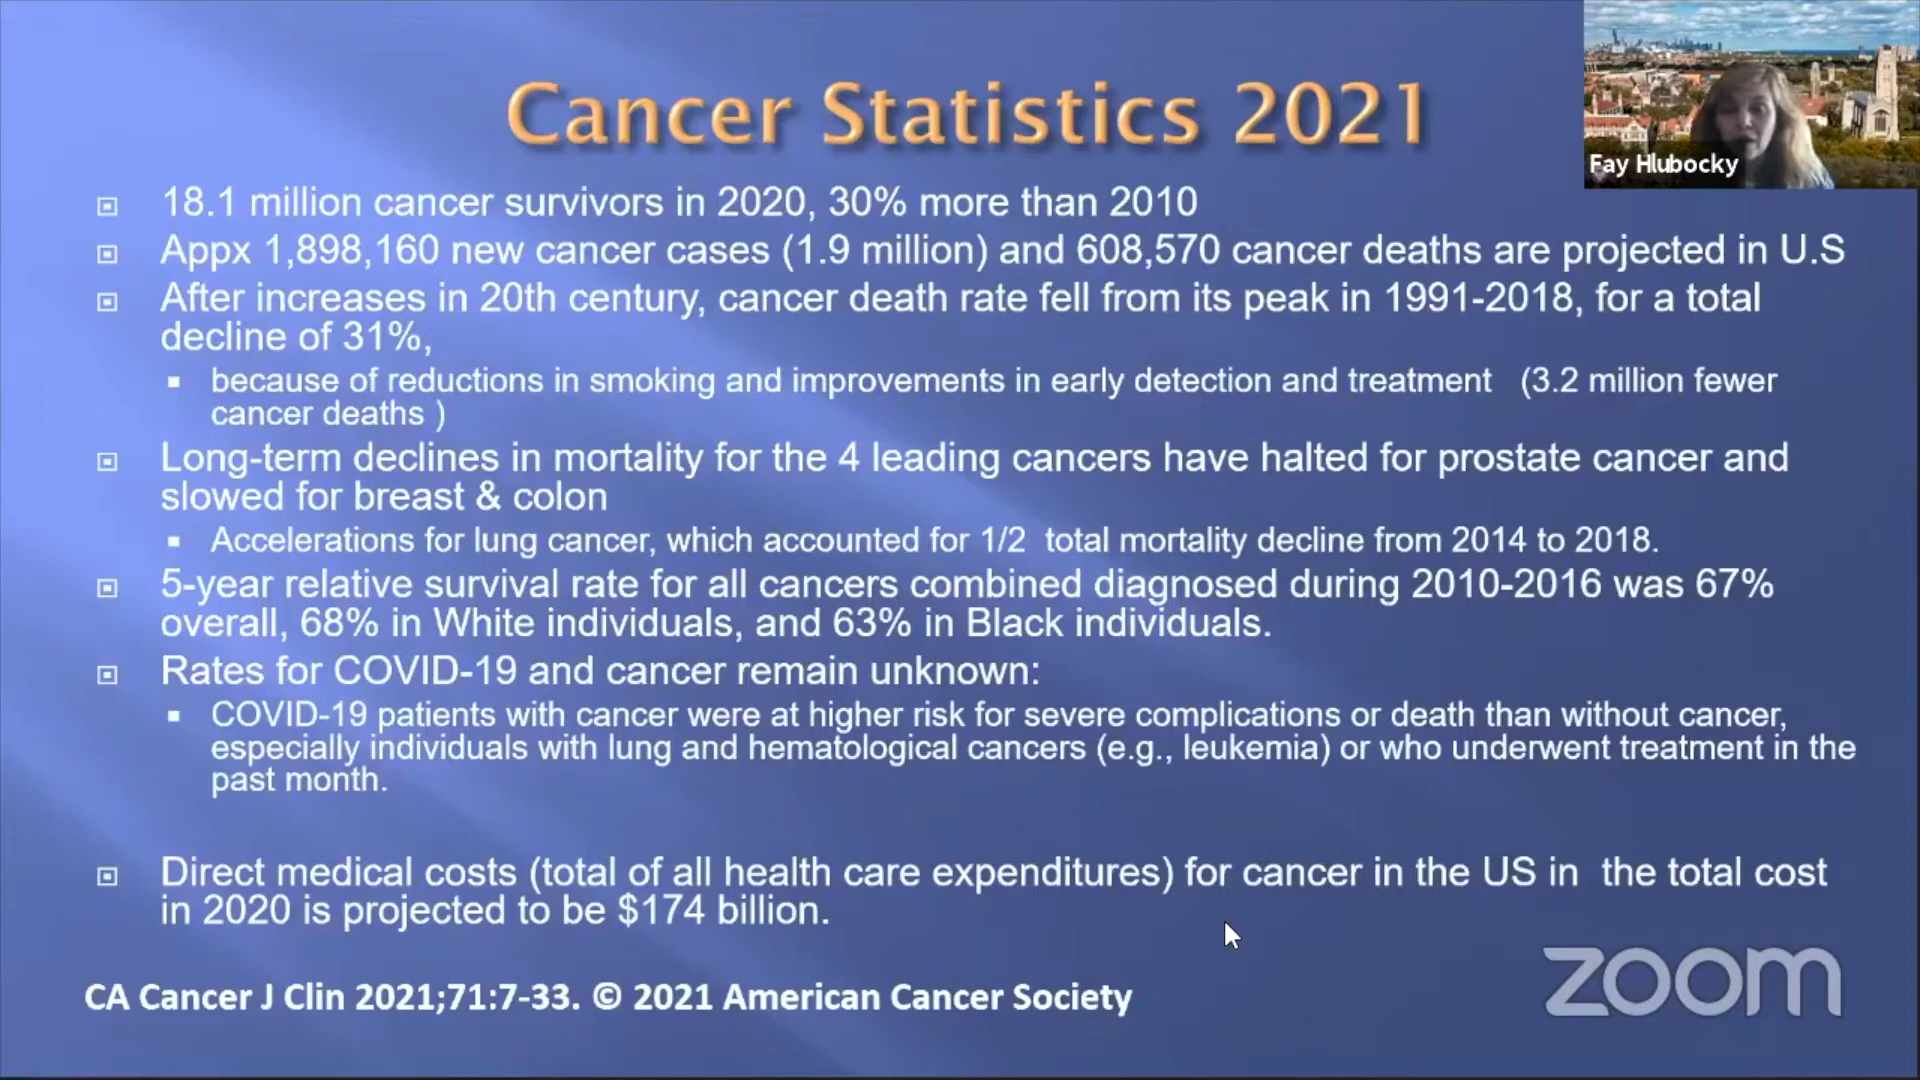 Cancer Statistics 2021
Fay Hlubocky
18.1 million cancer survivors in 2020, 30% more than 2010
Appx 1,898,160 new cancer cases (1.9 million) and 608,570 cancer deaths are projected in U.S
After increases in 20th century, cancer death rate fell from its peak in 1991-2018, for a total
decline of 31%,
because of reductions in smoking and improvements in early detection and treatment (3.2 million fewer
cancer deaths )
Long-term declines in mortality for the 4 leading cancers have halted for prostate cancer and
slowed for breast & colon
Accelerations for lung cancer, which accounted for 1/2 total mortality decline from 2014 to 2018.
5-year relative survival rate for all cancers combined diagnosed during 2010-2016 was 67%
overall, 68% in White individuals, and 63% in Black individuals.
Rates for COVID-19 and cancer remain unknown:
COVID-19 patients with cancer were at higher risk for severe complications or death than without cancer,
especially individuals with lung and hematological cancers (e.g., leukemia) or who underwent treatment in the
past month.
Direct medical costs (total of all health care expenditures) for cancer in the US in the total cost
in 2020 is projected to be $174 billion.
CA Cancer J Clin 2021;71:7-33. © 2021 American Cancer Society
zoom